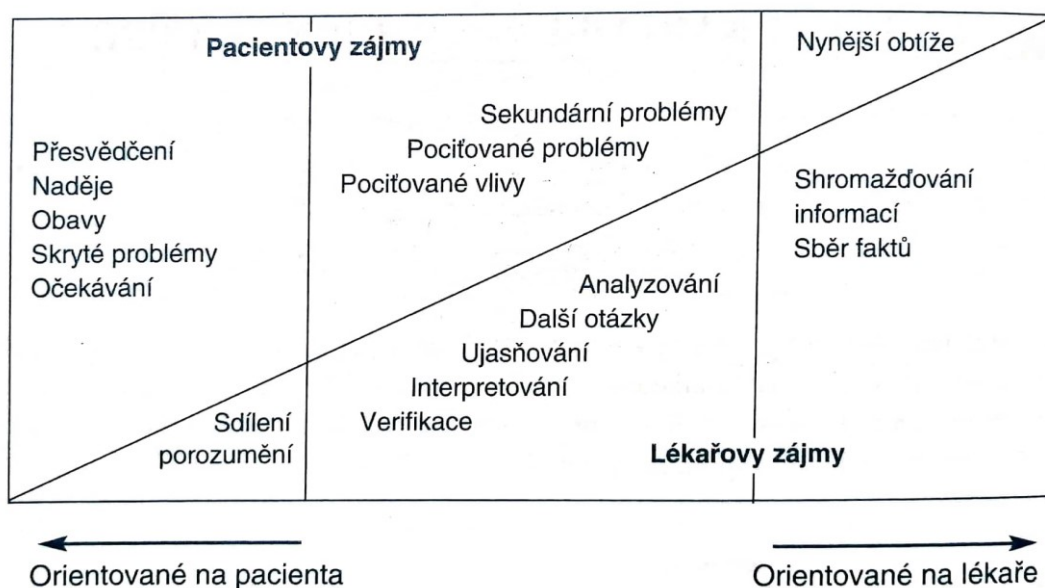 Pacientovy zájmy
Nynější obtíže
Přesvědčení
Naděje
Obavy
Skryté problémy
Očekávání
Sekundární problémy
Pociťované problémy
Pociťované vlivy
Shromažďování
informací
Sběr faktů
Analyzování
Další otázky
Ujasňování
Interpretování
Verifikace
Sdílení
porozumění
Lékařovy zájmy
Orientované na pacienta
Orientované na lékaře